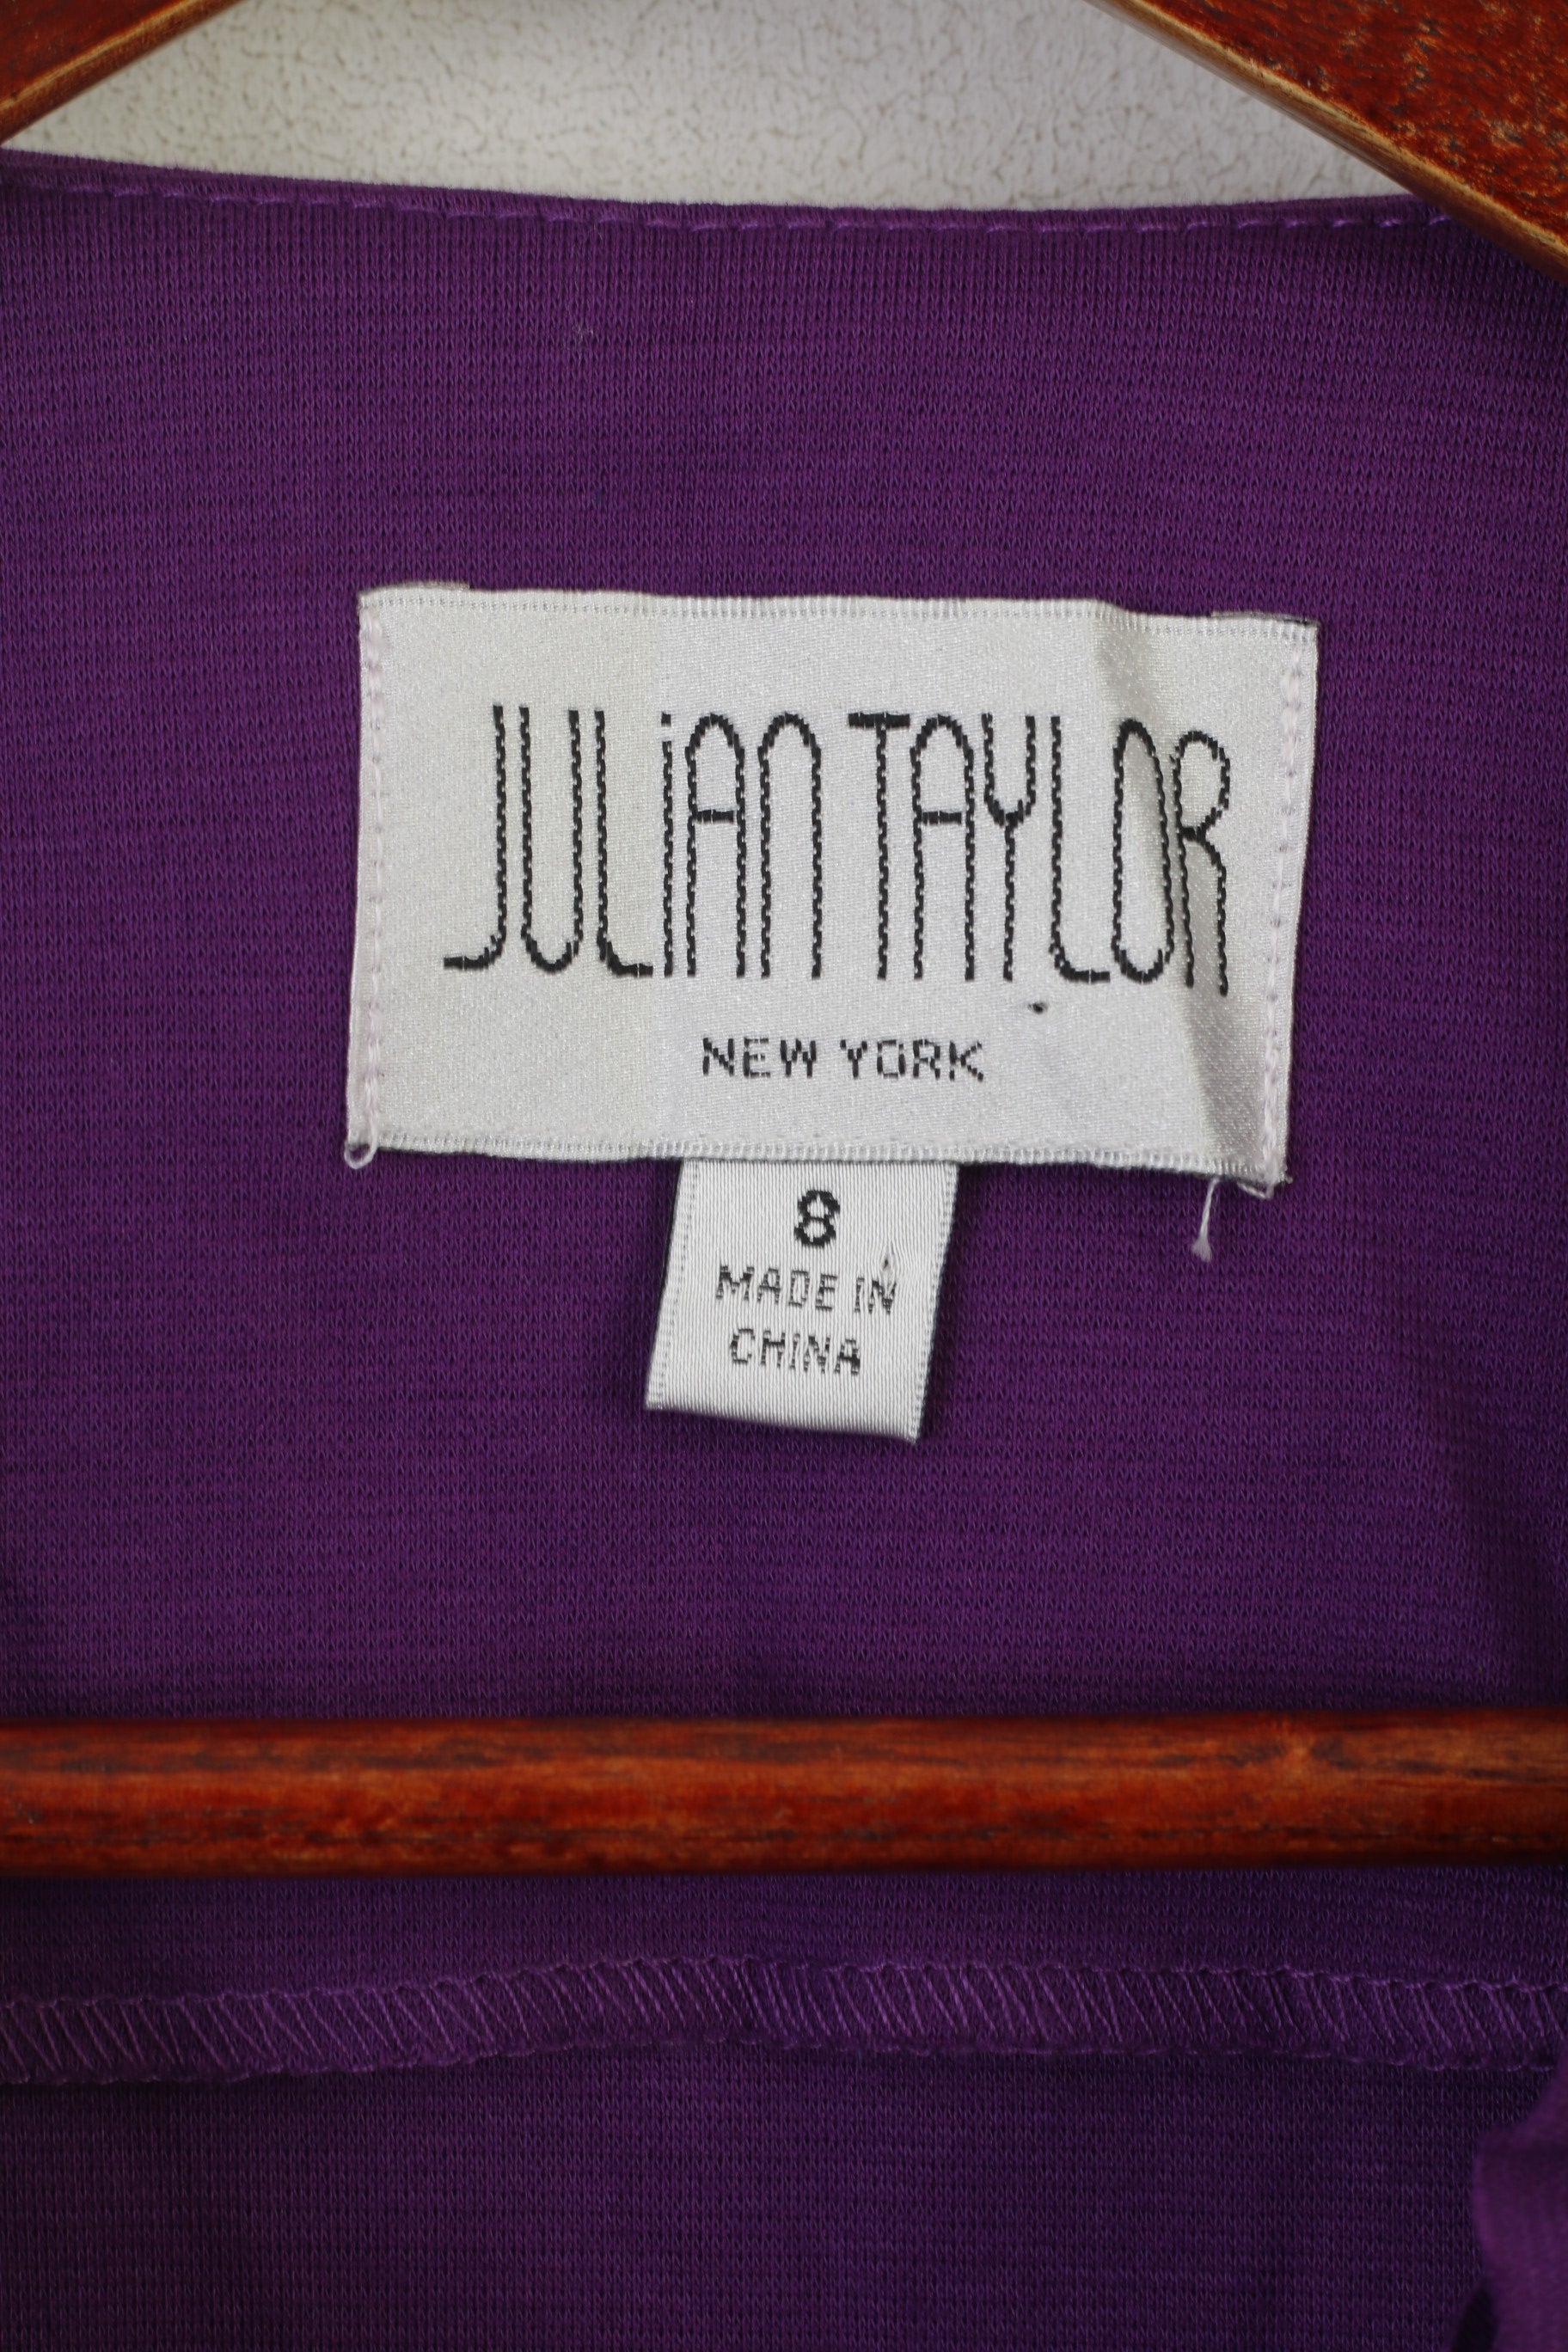 JULiAN TAYLOR
NEW YORK
8
MADE IN
CHINA